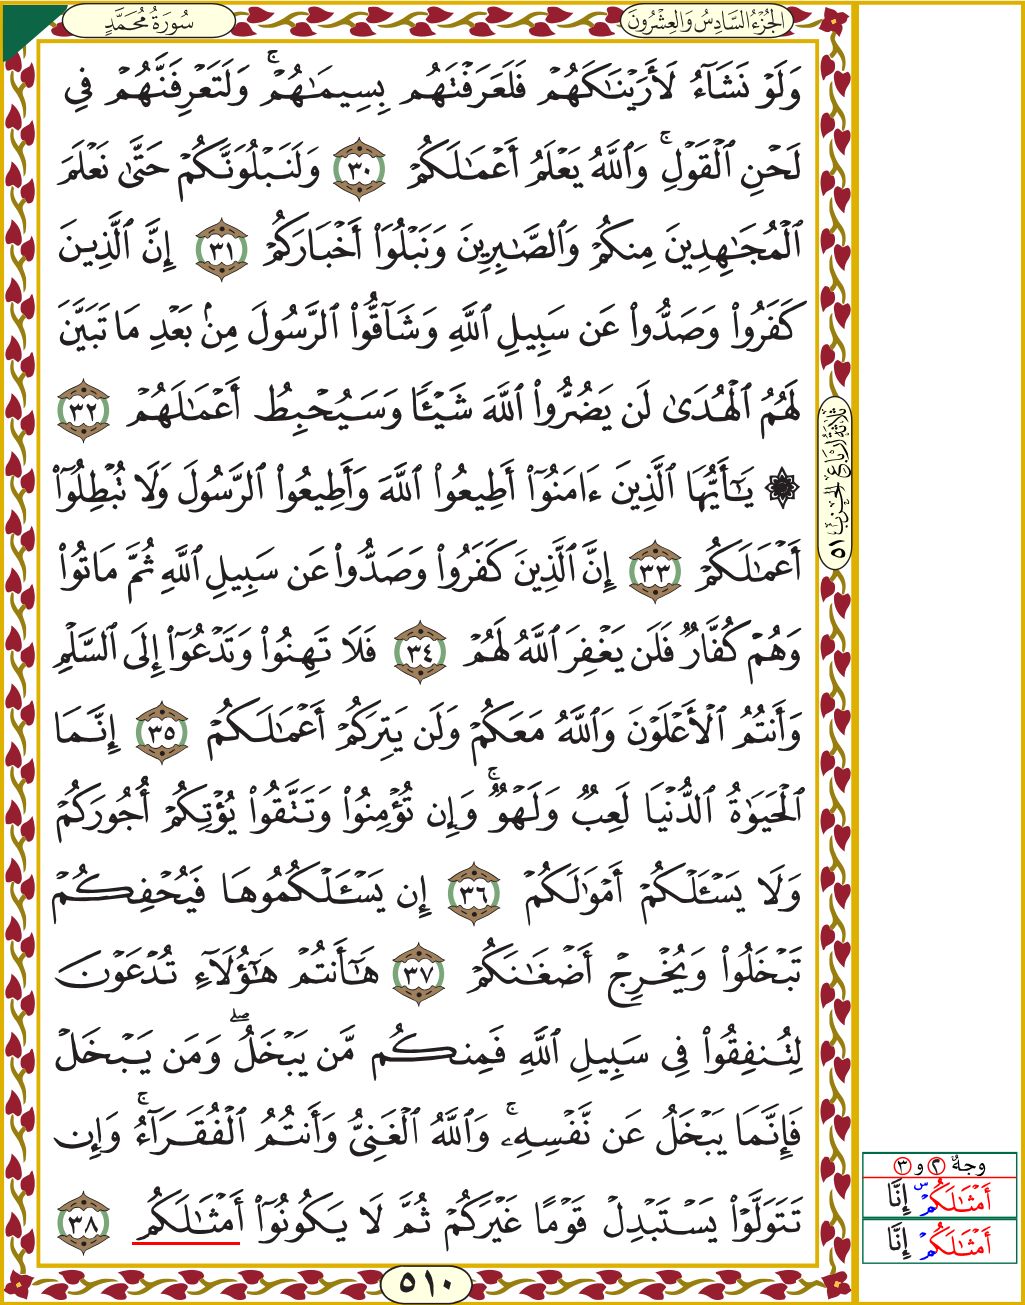 سُورَةُ مُحَمَّدٍ
الجُزْءُ السَّادِسُ وَالعِشْرُونَ
وَلَوۡ نَشَآءُ لَأَرَيۡنَٰكَهُمۡ فَلَعَرَفۡتَهُم بِسِيمَٰهُمۡۚ وَلَتَعۡرِفَنَّهُمۡ فِي
لَحۡنِ ٱلۡقَوۡلِۚ وَٱللَّهُ يَعۡلَمُ أَعۡمَٰلَكُمۡ ٣٠ وَلَنَبۡلُوَنَّكُمۡ حَتَّىٰ نَعۡلَمَ
ٱلۡمُجَٰهِدِينَ مِنكُمۡ وَٱلصَّٰبِرِينَ وَنَبۡلُوَاْ أَخۡبَارَكُمۡ ٣١ إِنَّ ٱلَّذِينَ
كَفَرُواْ وَصَدُّواْ عَن سَبِيلِ ٱللَّهِ وَشَآقُّواْ ٱلرَّسُولَ مِنۢ بَعۡدِ مَا تَبَيَّنَ
لَهُمُ ٱلۡهُدَىٰ لَن يَضُرُّواْ ٱللَّهَ شَيۡـٔٗا وَسَيُحۡبِطُ أَعۡمَٰلَهُمۡ ٣٢
۞ يَٰٓأَيُّهَا ٱلَّذِينَ ءَامَنُوٓاْ أَطِيعُواْ ٱللَّهَ وَأَطِيعُواْ ٱلرَّسُولَ وَلَا تُبۡطِلُوٓاْ
أَعۡمَٰلَكُمۡ ٣٣ إِنَّ ٱلَّذِينَ كَفَرُواْ وَصَدُّواْ عَن سَبِيلِ ٱللَّهِ ثُمَّ مَاتُواْ
وَهُمۡ كُفَّارٞ فَلَن يَغۡفِرَ ٱللَّهُ لَهُمۡ ٣٤ فَلَا تَهِنُواْ وَتَدۡعُوٓاْ إِلَى ٱلسَّلۡمِ
وَأَنتُمُ ٱلۡأَعۡلَوۡنَ وَٱللَّهُ مَعَكُمۡ وَلَن يَتِرَكُمۡ أَعۡمَٰلَكُمۡ ٣٥ إِنَّمَا
ٱلۡحَيَوٰةُ ٱلدُّنۡيَا لَعِبٞ وَلَهۡوٞۚ وَإِن تُؤۡمِنُواْ وَتَتَّقُواْ يُؤۡتِكُمۡ أُجُورَكُمۡ
وَلَا يَسۡـَٔلۡكُمۡ أَمۡوَٰلَكُمۡ ٣٦ إِن يَسۡـَٔلۡكُمُوهَا فَيُحۡفِكُمۡ
تَبۡخَلُواْ وَيُخۡرِجۡ أَضۡغَٰنَكُمۡ ٣٧ هَٰٓأَنتُمۡ هَٰٓؤُلَآءِ تُدۡعَوۡنَ
لِتُنفِقُواْ فِي سَبِيلِ ٱللَّهِ فَمِنكُم مَّن يَبۡخَلُۖ وَمَن يَبۡخَلۡ
فَإِنَّمَا يَبۡخَلُ عَن نَّفۡسِهِۦۚ وَٱللَّهُ ٱلۡغَنِيُّ وَأَنتُمُ ٱلۡفُقَرَآءُۚ وَإِن
تَتَوَلَّوۡاْ يَسۡتَبۡدِلۡ قَوۡمًا غَيۡرَكُمۡ ثُمَّ لَا يَكُونُوٓاْ أَمۡثَٰلَكُم ٣٨
ثَلَاثَةُ أَرْبَاعِ الحِزْبِ ٥١
وجهٌ ٢ و ٣
أَمۡثَٰلَكُمۡ س إِنَّا
أَمۡثَٰلَكُمۡ إِنَّا
٥١٠